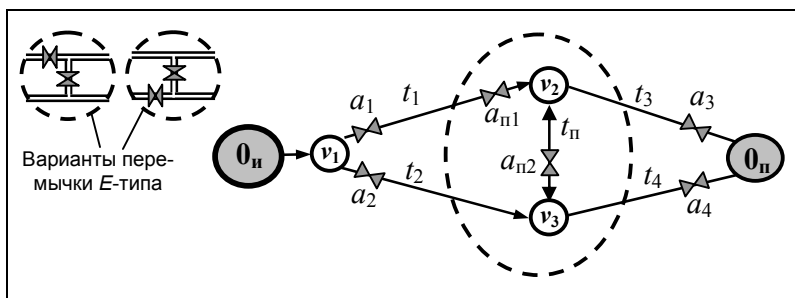 Варианты пере-
мычки E-типа
0и
v1
a1
t1
aп1
v2
t3
a3
a2
t2
aп2
tп
v3
t4
a4
0п